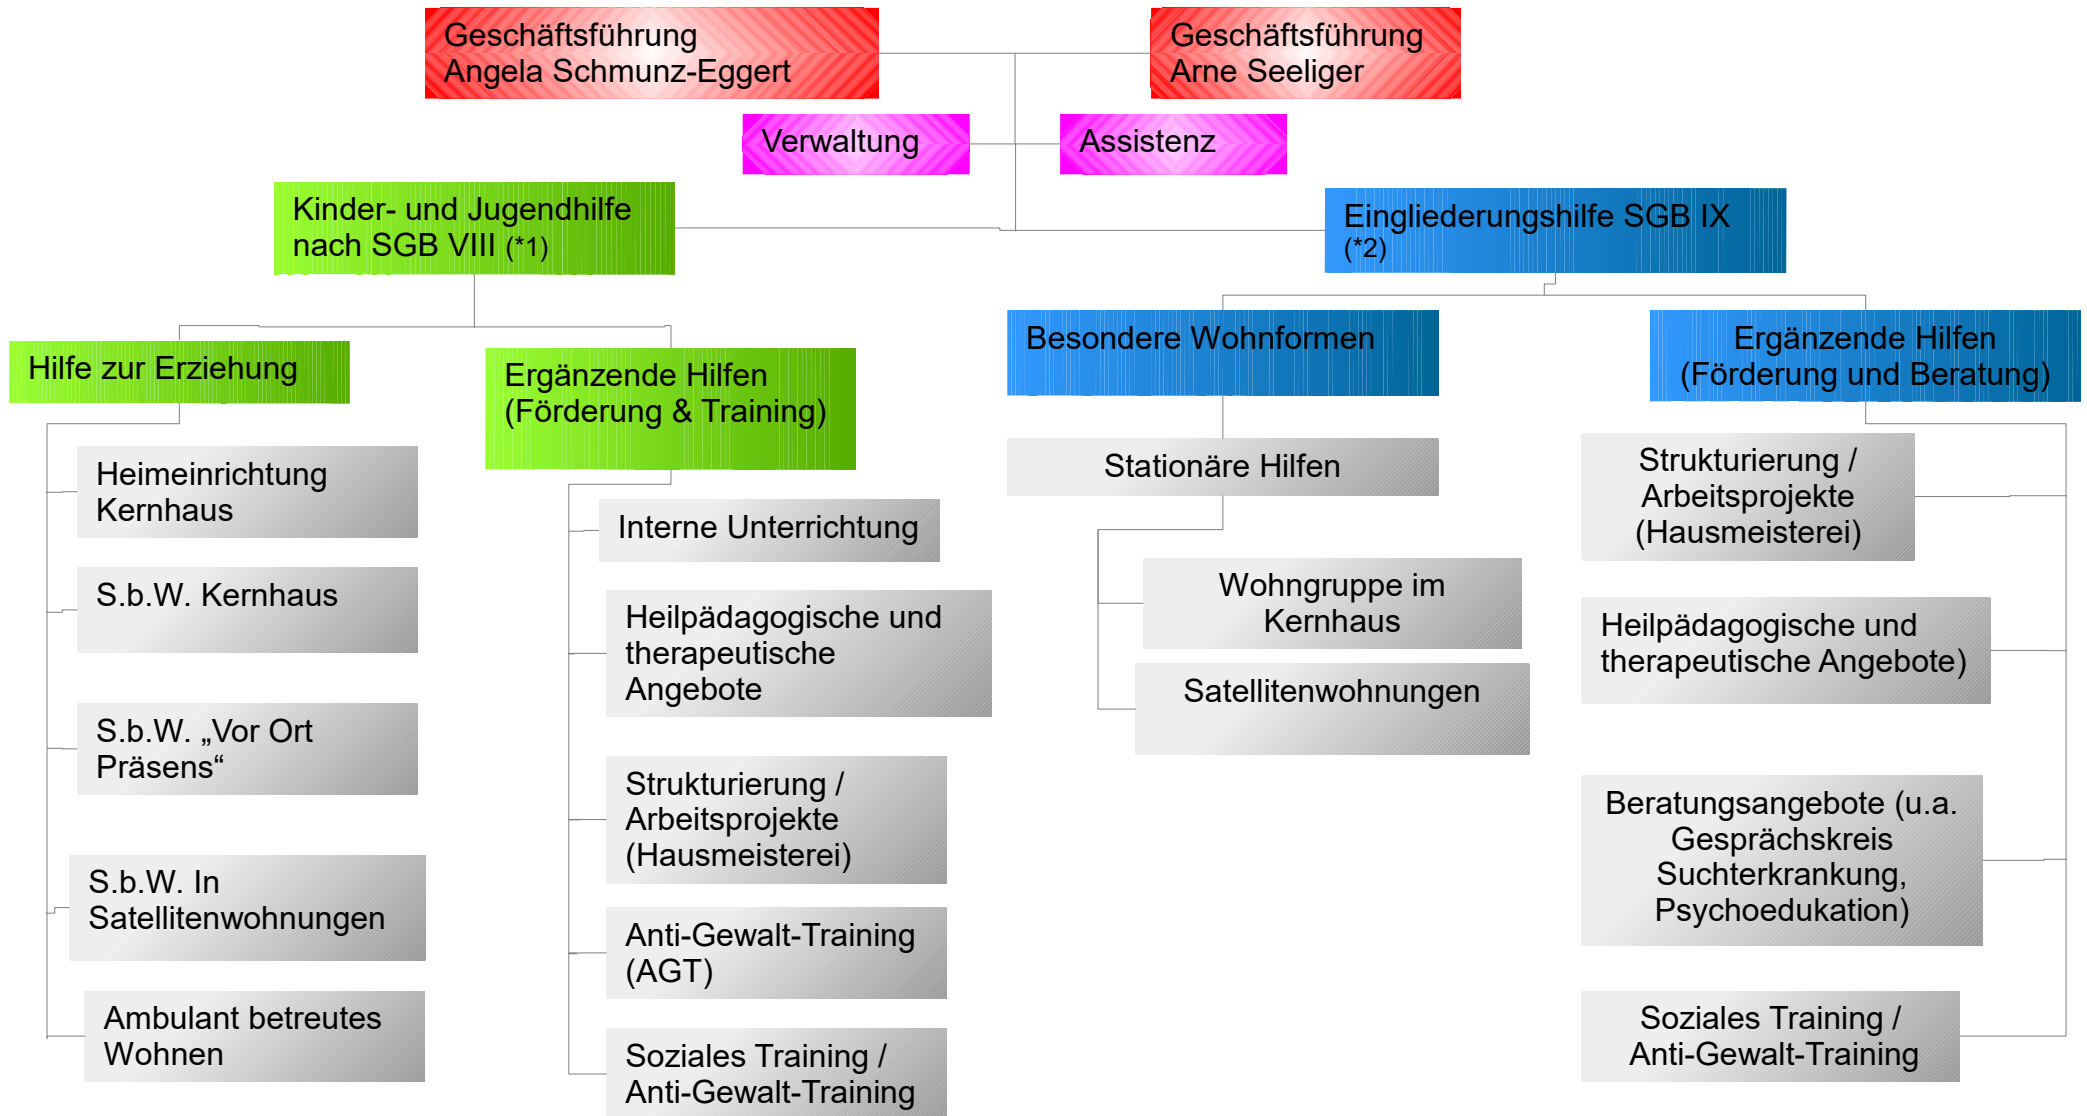 Geschäftsführung
Angela Schmunz-Eggert
Geschäftsführung
Arne Seeliger
Verwaltung
Assistenz
Kinder- und Jugendhilfe
nach SGB VIII (*1)
Eingliederungshilfe SGB IX
(*2)
Hilfe zur Erziehung
Heimeinrichtung
Kernhaus
S.b.W. Kernhaus
S.b.W. „Vor Ort
Präsens“
S.b.W. In
Satellitenwohnungen
Ambulant betreutes
Wohnen
Ergänzende Hilfen
(Förderung & Training)
Interne Unterrichtung
Heilpädagogische und
therapeutische
Angebote
Strukturierung /
Arbeitsprojekte
(Hausmeisterei)
Anti-Gewalt-Training
(AGT)
Soziales Training /
Anti-Gewalt-Training
Besondere Wohnformen
Stationäre Hilfen
Wohngruppe im
Kernhaus
Satellitenwohnungen
Ergänzende Hilfen
(Förderung und Beratung)
Strukturierung /
Arbeitsprojekte
(Hausmeisterei)
Heilpädagogische und
therapeutische Angebote)
Beratungsangebote (u.a.
Gesprächskreis
Suchterkrankung,
Psychoedukation)
Soziales Training /
Anti-Gewalt-Training